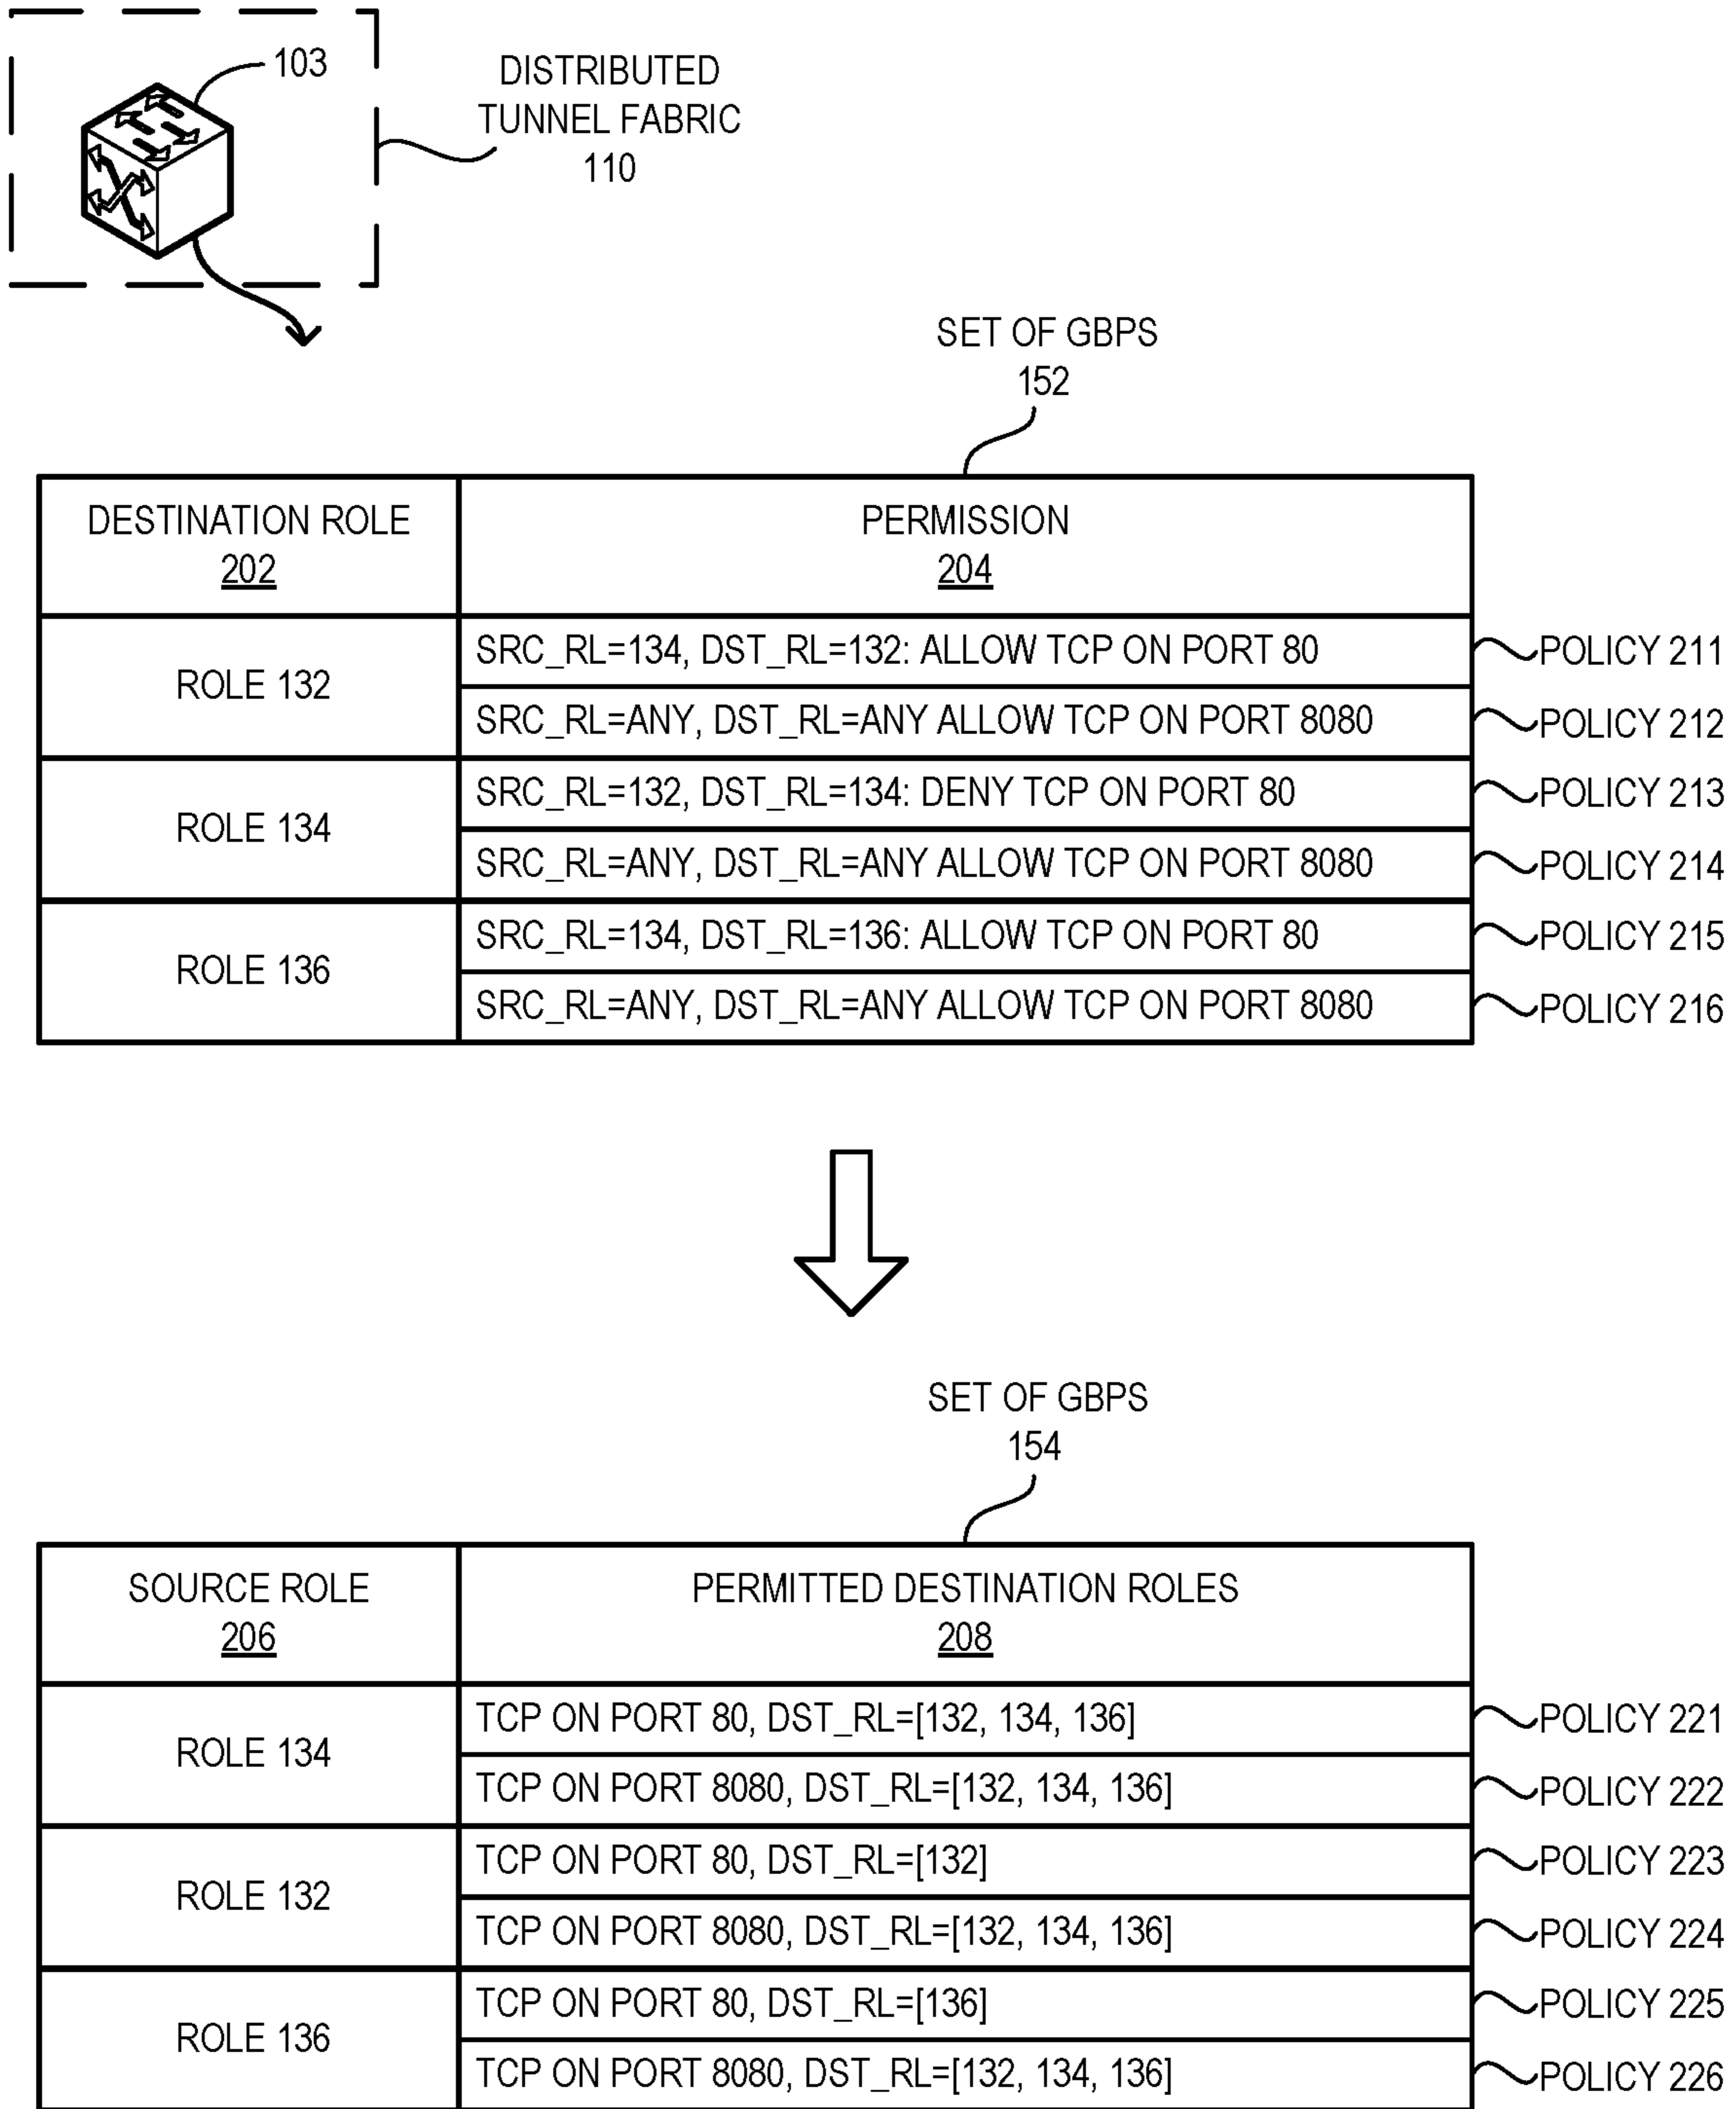 103
DISTRIBUTED
TUNNEL FABRIC
110
SET OF GBPS
152
DESTINATION ROLE
202
PERMISSION
204
ROLE 132
SRC_RL=134, DST_RL=132: ALLOW TCP ON PORT 80
POLICY 211
SRC_RL=ANY, DST_RL=ANY ALLOW TCP ON PORT 8080
POLICY 212
ROLE 134
SRC_RL=132, DST_RL=134: DENY TCP ON PORT 80
POLICY 213
SRC_RL=ANY, DST_RL=ANY ALLOW TCP ON PORT 8080
POLICY 214
ROLE 136
SRC_RL=134, DST_RL=136: ALLOW TCP ON PORT 80
POLICY 215
SRC_RL=ANY, DST_RL=ANY ALLOW TCP ON PORT 8080
POLICY 216
SET OF GBPS
154
SOURCE ROLE
206
PERMITTED DESTINATION ROLES
208
ROLE 134
TCP ON PORT 80, DST_RL=[132, 134, 136]
POLICY 221
TCP ON PORT 8080, DST_RL=[132, 134, 136]
POLICY 222
ROLE 132
TCP ON PORT 80, DST_RL=[132]
POLICY 223
TCP ON PORT 8080, DST_RL=[132, 134, 136]
POLICY 224
ROLE 136
TCP ON PORT 80, DST_RL=[136]
POLICY 225
TCP ON PORT 8080, DST_RL=[132, 134, 136]
POLICY 226